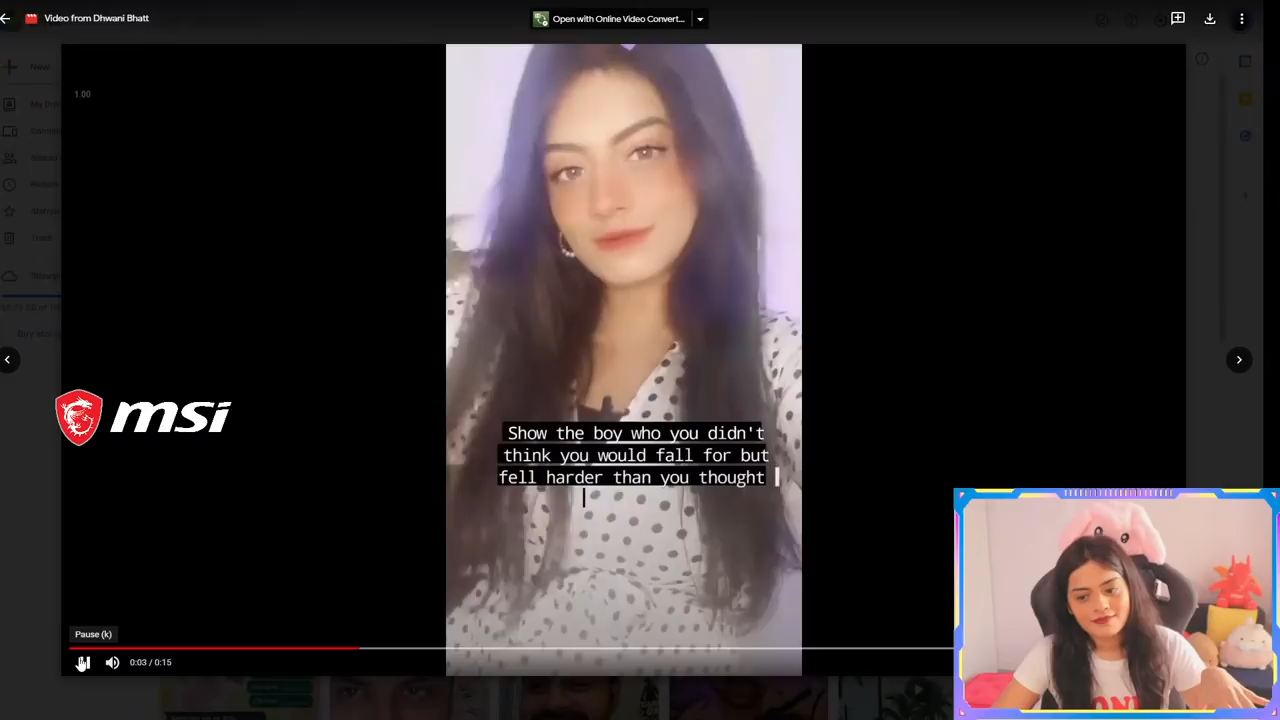 Video from Dhwani Bhatt
Open with Online Video Convert...
New
1.00
msi
Show the boy who you didn't
think you would fall for but
fell harder than you thought
Pause (k)
0:03 / 0:15